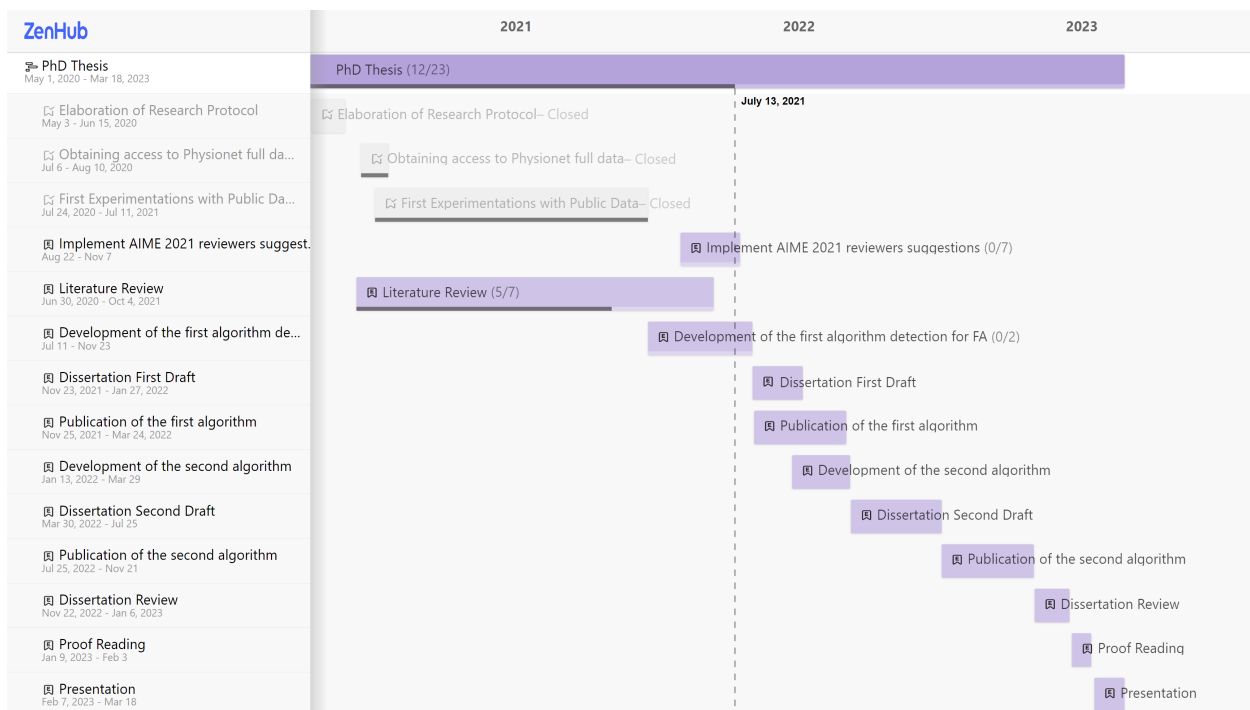 ZenHub
2021 2022 2023
PhD Thesis
May 1, 2020 - Mar 18, 2023
PhD Thesis (12/23)
July 13, 2021
Elaboration of Research Protocol
May 3 - Jun 15, 2020
Elaboration of Research Protocol– Closed
Obtaining access to Physionet full da...
Jul 6 - Aug 10, 2020
Obtaining access to Physionet full data– Closed
First Experimentations with Public Da...
Jul 24, 2020 - Jul 11, 2021
First Experimentations with Public Data– Closed
Implement AIME 2021 reviewers suggest.
Aug 22 - Nov 7
Implement AIME 2021 reviewers suggestions (0/7)
Literature Review
Jun 30, 2020 - Oct 4, 2021
Literature Review (5/7)
Development of the first algorithm de...
Jul 11 - Nov 23
Development of the first algorithm detection for FA (0/2)
Dissertation First Draft
Nov 23, 2021 - Jan 27, 2022
Dissertation First Draft
Publication of the first algorithm
Nov 25, 2021 - Mar 24, 2022
Publication of the first algorithm
Development of the second algorithm
Jan 13, 2022 - Mar 29
Development of the second algorithm
Dissertation Second Draft
Mar 30, 2022 - Jul 25
Dissertation Second Draft
Publication of the second algorithm
Jul 25, 2022 - Nov 21
Publication of the second algorithm
Dissertation Review
Nov 22, 2022 - Jan 6, 2023
Dissertation Review
Proof Reading
Jan 9, 2023 - Feb 3
Proof Reading
Presentation
Feb 7, 2023 - Mar 18
Presentation